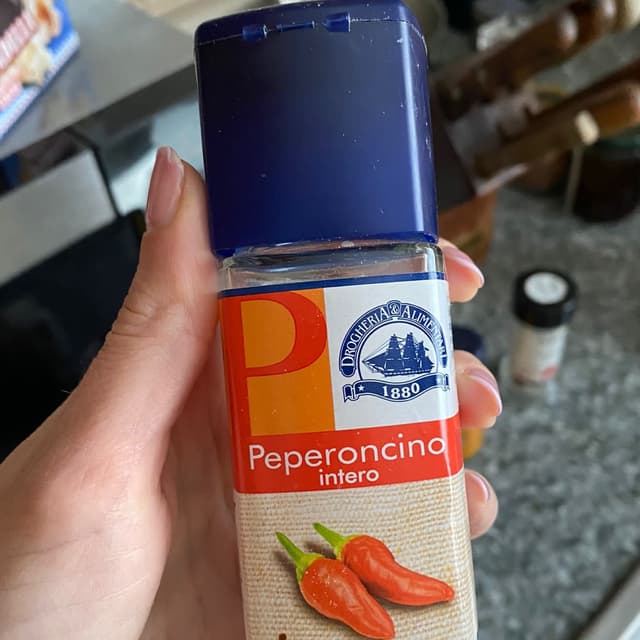 P
DROGHERIA & ALIMENTARI
1880
Peperoncino
intero